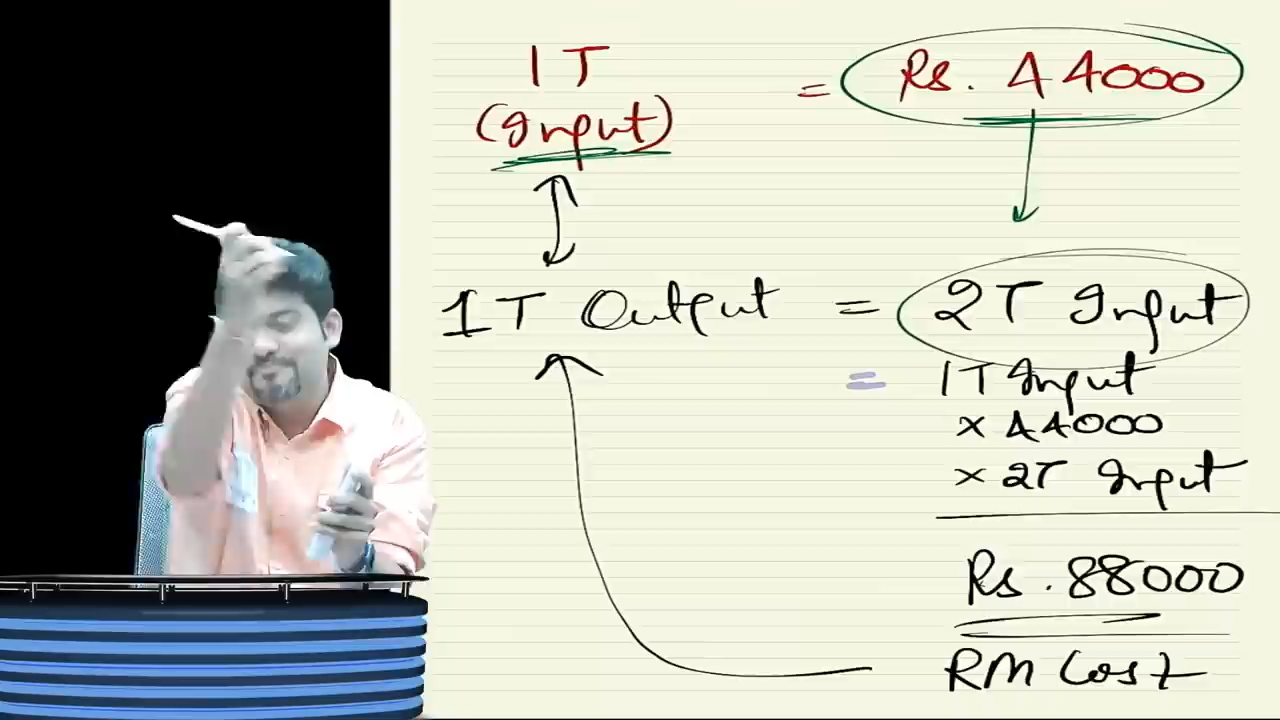 1T = Rs. 44000
(Input)
1T Output = 2T Input
= 1T Input
× 44000
× 2T Input
Rs. 88000
RM Cost